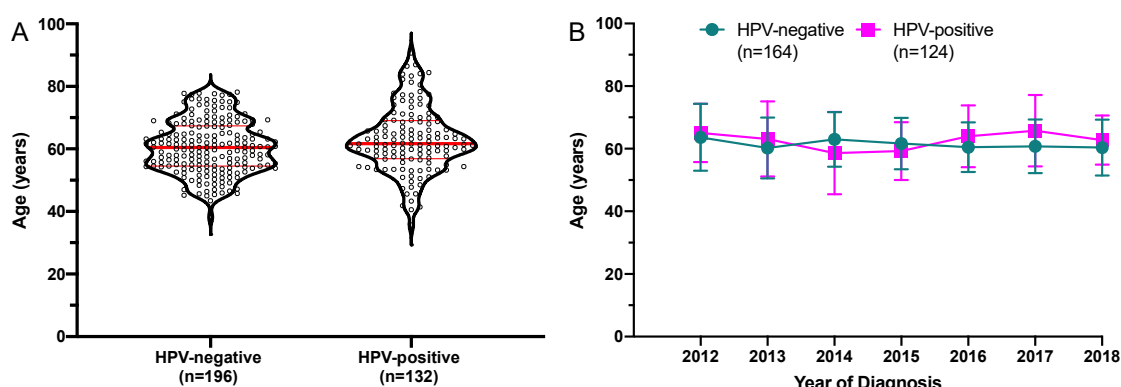 A
Age (years)
100
80
60
40
20
0
HPV-negative
(n=196)
HPV-positive
(n=132)
B
HPV-negative
(n=164)
HPV-positive
(n=124)
Age (years)
100
80
60
40
20
0
2012 2013 2014 2015 2016 2017 2018
Year of Diagnosis